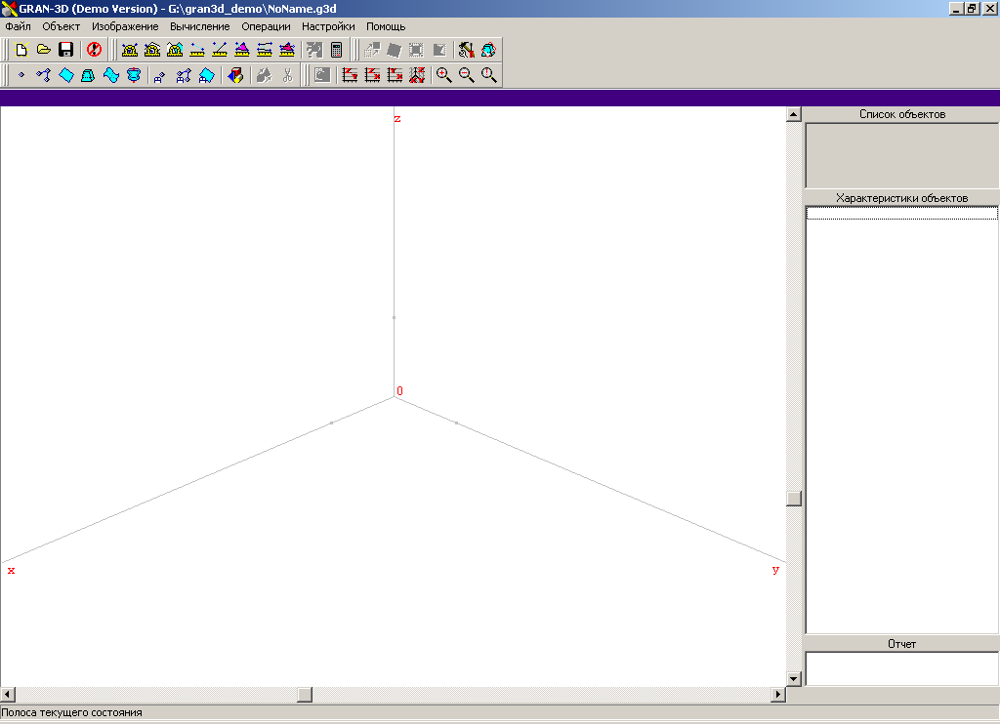 GRAN-3D (Demo Version) - G:\gran3d_demo\NoName.g3d
Файл Объект Изображение Вычисление Операции Настройки Помощь
Список объектов
z
Характеристики объектов
0
x
y
Отчет
Полоса текущего состояния